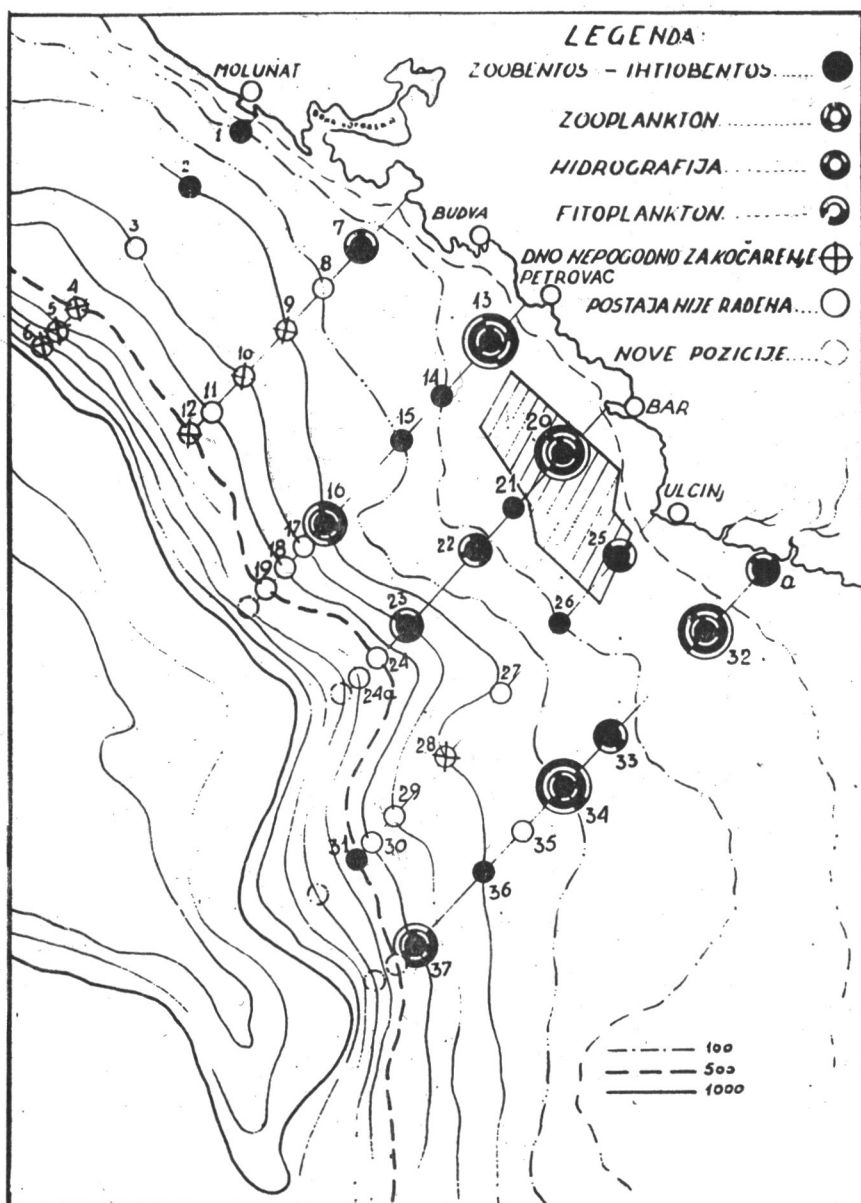 LEGENDA:
ZOOBENTOS - IHTIOBENTOS.....
ZOOPLANKTON............
HIDROGRAFIJA............
FITOPLANKTON............
DNO NEPOGODNO ZA KOČARENJE
POSTAJA NIJE RAĐENA...
NOVE POZICIJE.....
MOLUNAT
BUDVA
PETROVAC
BAR
ULCINJ
1
2
3
4
5
6
7
8
9
10
11
12
13
14
15
16
17
18
19
20
21
22
23
24
24a
25
26
27
28
29
30
31
32
a
33
34
35
36
37
100
500
1000